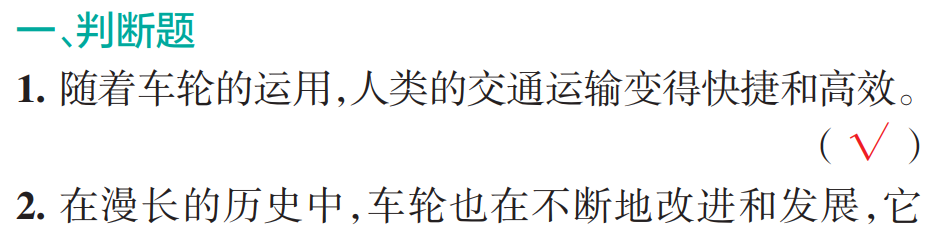 一、判断题
1. 随着车轮的运用,人类的交通运输变得快捷和高效。
( √ )
2. 在漫长的历史中,车轮也在不断地改进和发展,它